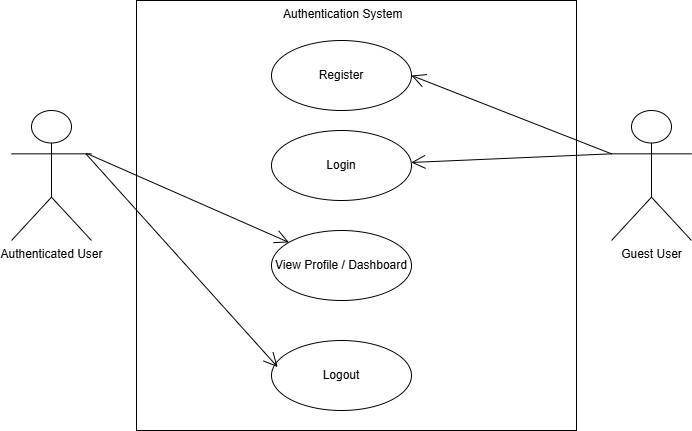 Authentication System
Register
Login
View Profile / Dashboard
Logout
Authenticated User
Guest User